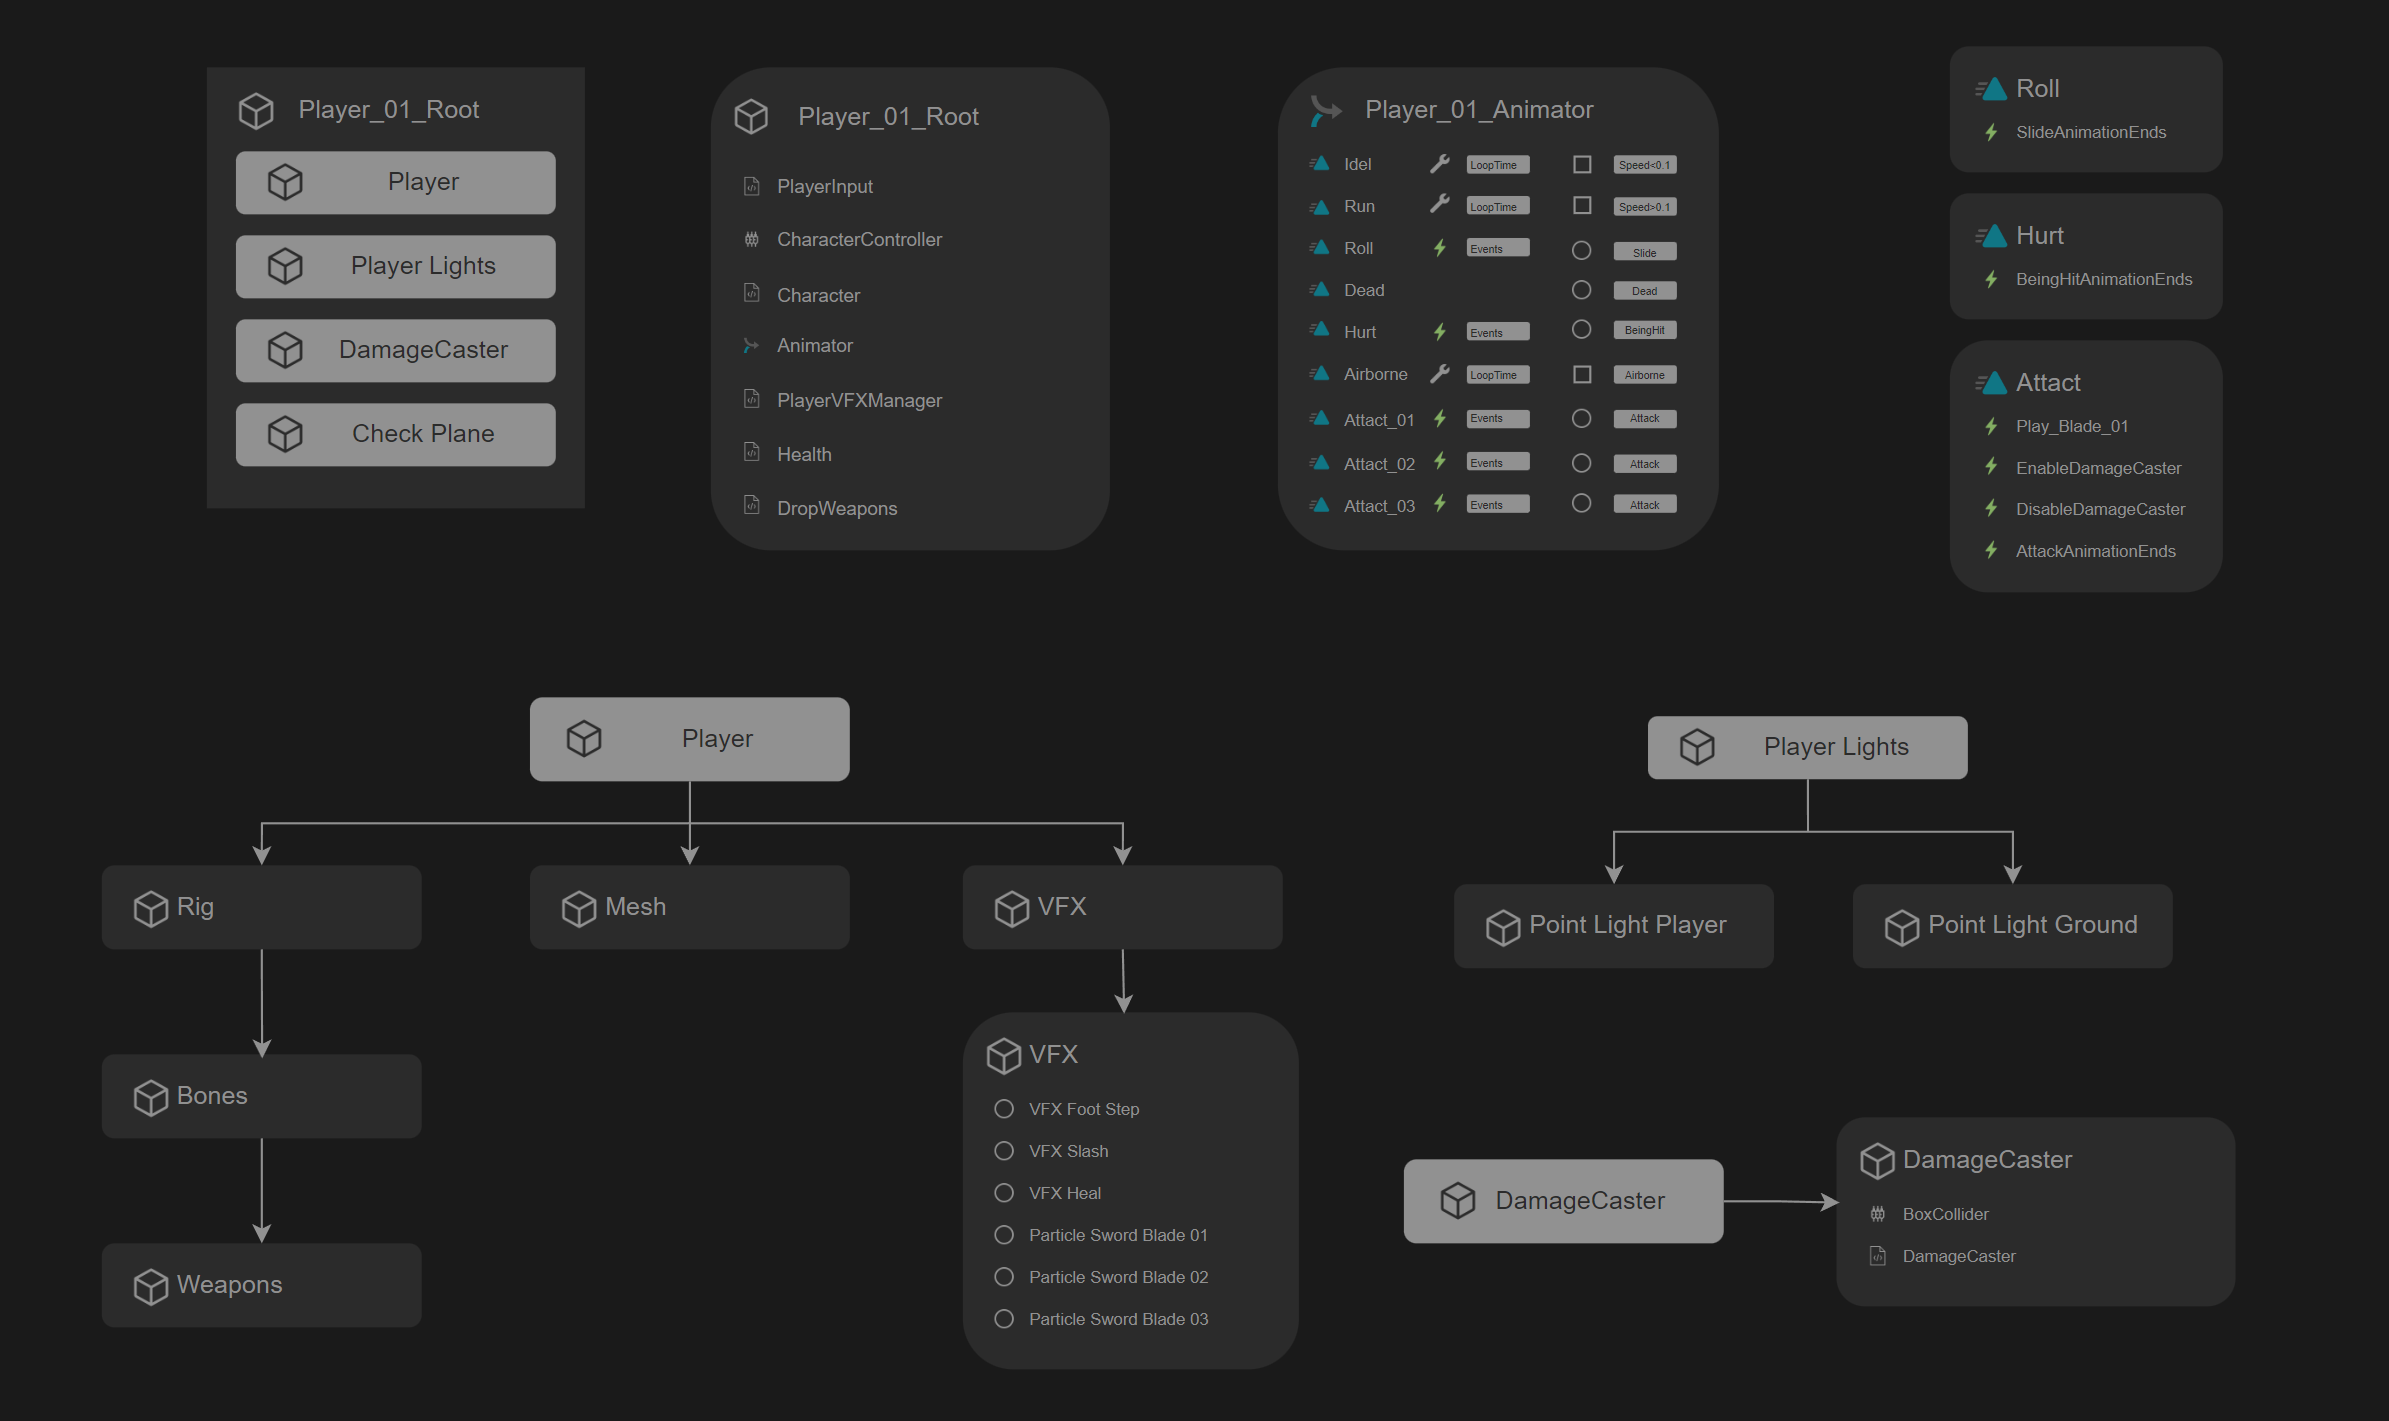 Player_01_Root
Player
Player Lights
DamageCaster
Check Plane
Player_01_Root
PlayerInput
CharacterController
Character
Animator
PlayerVFXManager
Health
DropWeapons
Player_01_Animator
Idel LoopTime Speed<0.1
Run LoopTime Speed>0.1
Roll Events Slide
Dead Dead
Hurt Events BeingHit
Airborne LoopTime Airborne
Attact_01 Events Attack
Attact_02 Events Attack
Attact_03 Events Attack
Roll
SlideAnimationEnds
Hurt
BeingHitAnimationEnds
Attact
Play_Blade_01
EnableDamageCaster
DisableDamageCaster
AttackAnimationEnds
Player
Rig
Mesh
VFX
Bones
Weapons
VFX
VFX Foot Step
VFX Slash
VFX Heal
Particle Sword Blade 01
Particle Sword Blade 02
Particle Sword Blade 03
Player Lights
Point Light Player
Point Light Ground
DamageCaster
DamageCaster
BoxCollider
DamageCaster